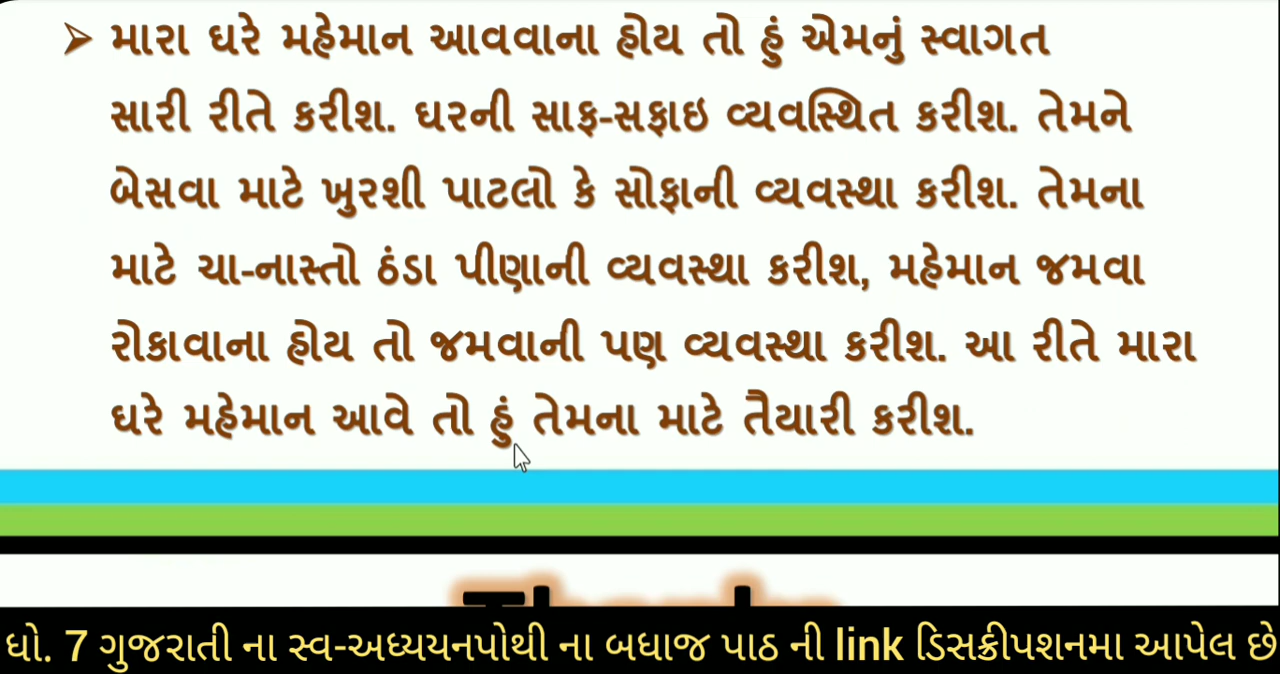 ➢ મારા ઘરે મહેમાન આવવાના હોય તો હું એમનું સ્વાગત
સારી રીતે કરીશ. ઘરની સાફ-સફાઇ વ્યવસ્થિત કરીશ. તેમને
બેસવા માટે ખુરશી પાટલો કે સોફાની વ્યવસ્થા કરીશ. તેમના
માટે ચા-નાસ્તો ઠંડા પીણાની વ્યવસ્થા કરીશ, મહેમાન જમવા
રોકાવાના હોય તો જમવાની પણ વ્યવસ્થા કરીશ. આ રીતે મારા
ઘરે મહેમાન આવે તો હું તેમના માટે તૈયારી કરીશ.
ધો. 7 ગુજરાતી ના સ્વ-અધ્યયનપોથી ના બધાજ પાઠ ની link ડિસક્રીપશનમા આપેલ છે